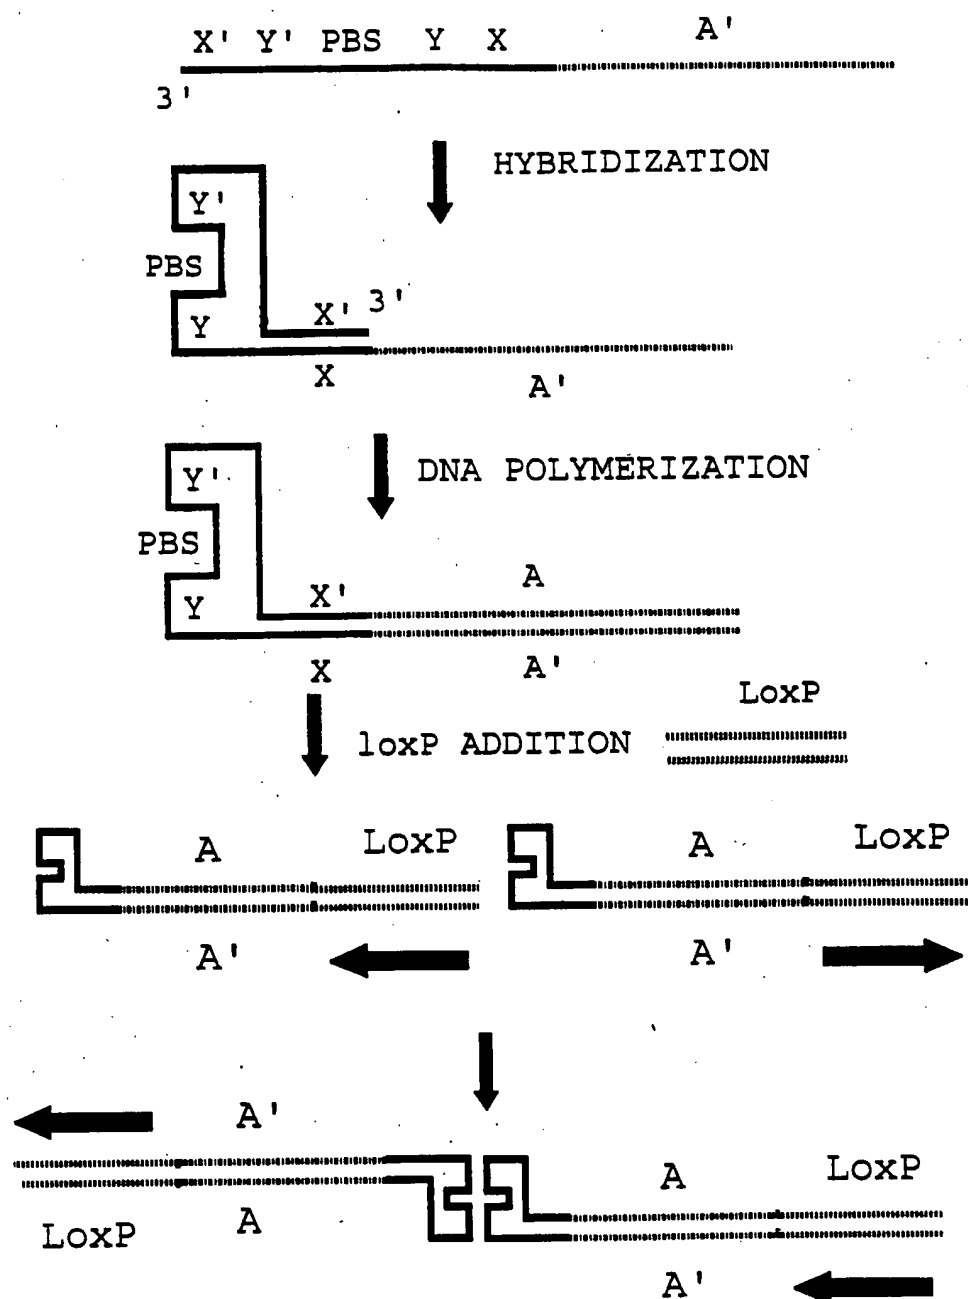 X' Y' PBS Y X A'
3'
HYBRIDIZATION
Y'
PBS
Y X' 3'
X A'
DNA POLYMERIZATION
Y'
PBS
A
Y X'
X A'
LoxP
loxP ADDITION
A LoxP A LoxP
A' A'
A'
A LoxP
LoxP A
A'